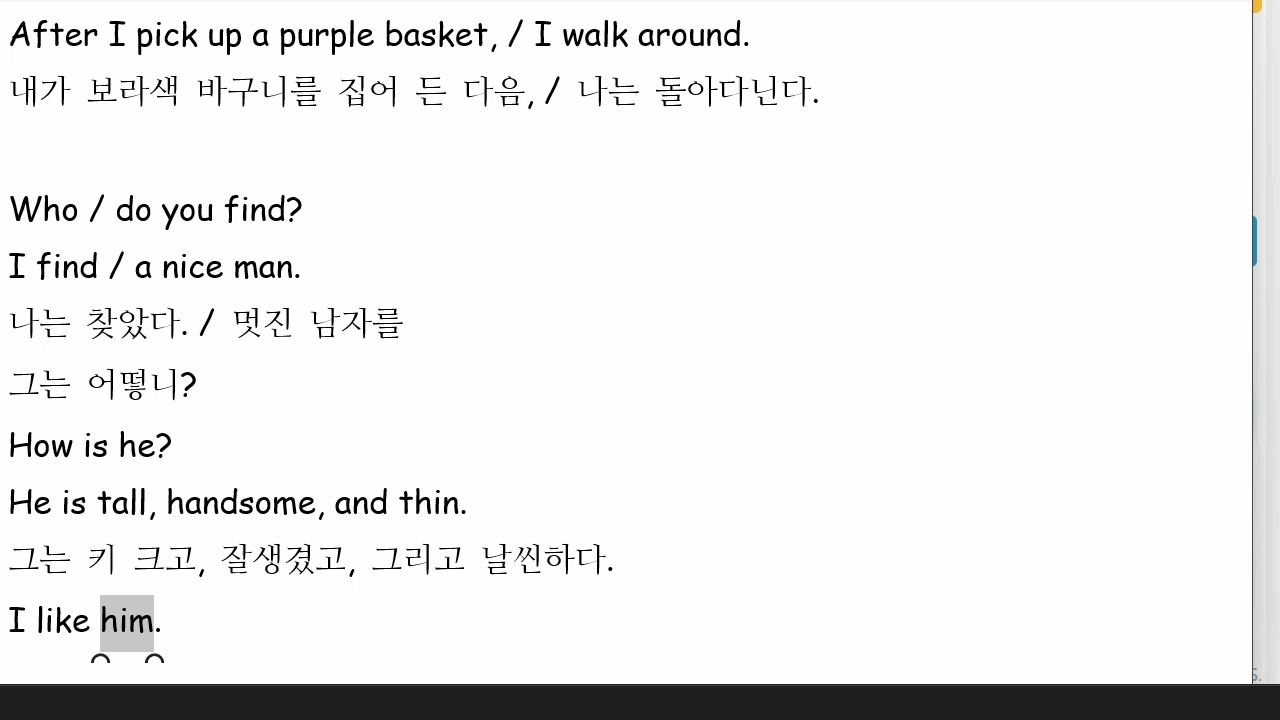 After I pick up a purple basket, / I walk around.
내가 보라색 바구니를 집어 든 다음, / 나는 돌아다닌다.
Who / do you find?
I find / a nice man.
나는 찾았다. / 멋진 남자를
그는 어떻니?
How is he?
He is tall, handsome, and thin.
그는 키 크고, 잘생겼고, 그리고 날씬하다.
I like him.